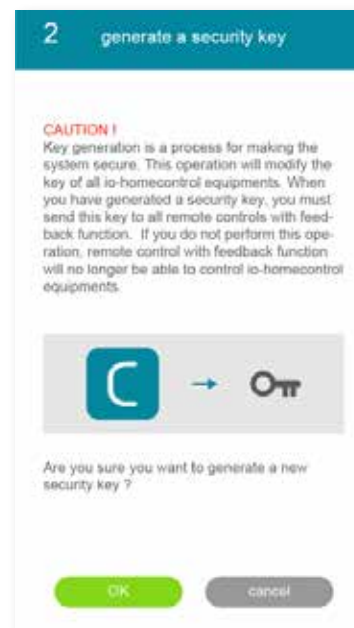 2 generate a security key
CAUTION !
Key generation is a process for making the
system secure. This operation will modify the
key of all io-homecontrol equipments. When
you have generated a security key, you must
send this key to all remote controls with feed-
back function. If you do not perform this ope-
ration, remote control with feedback function
will no longer be able to control io-homecontrol
equipments.
C
Are you sure you want to generate a new
security key ?
OK cancel